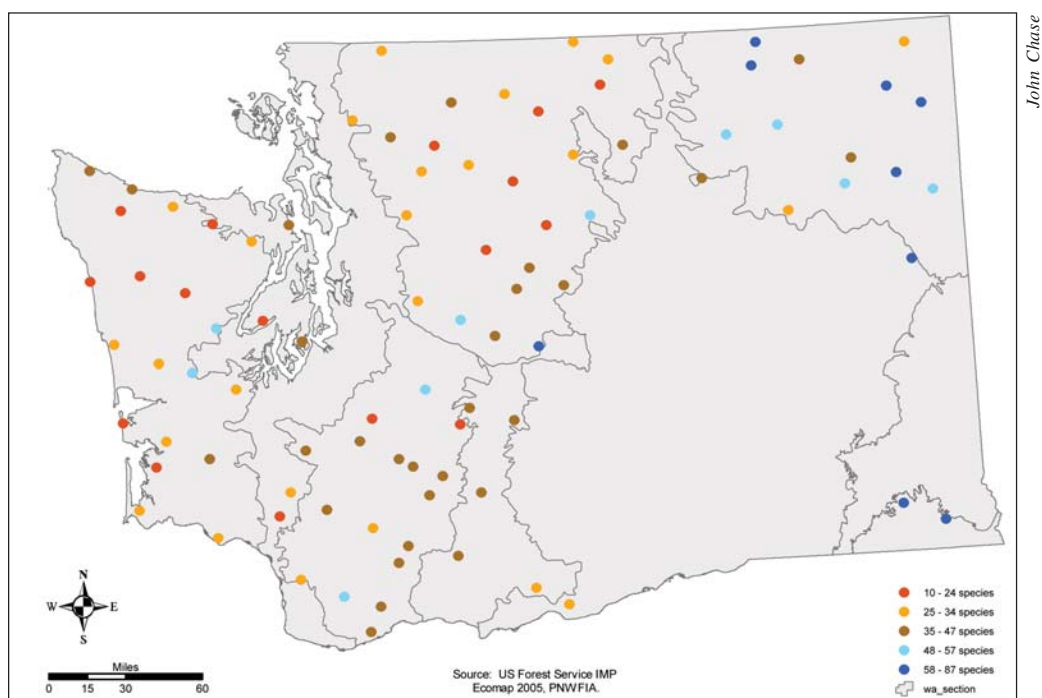 John Chase
N
W E
S
Miles
0 15 30 60
Source: US Forest Service IMP
Ecomap 2005, PNWFIA.
10 - 24 species
25 - 34 species
35 - 47 species
48 - 57 species
58 - 87 species
wa_section